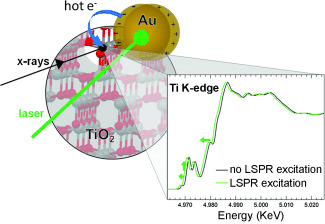 hot e-
Au
x-rays
laser
TiO2
Ti K-edge
no LSPR excitation
LSPR excitation
4.970 4.980 4.990 5.000 5.010 5.020
Energy (KeV)